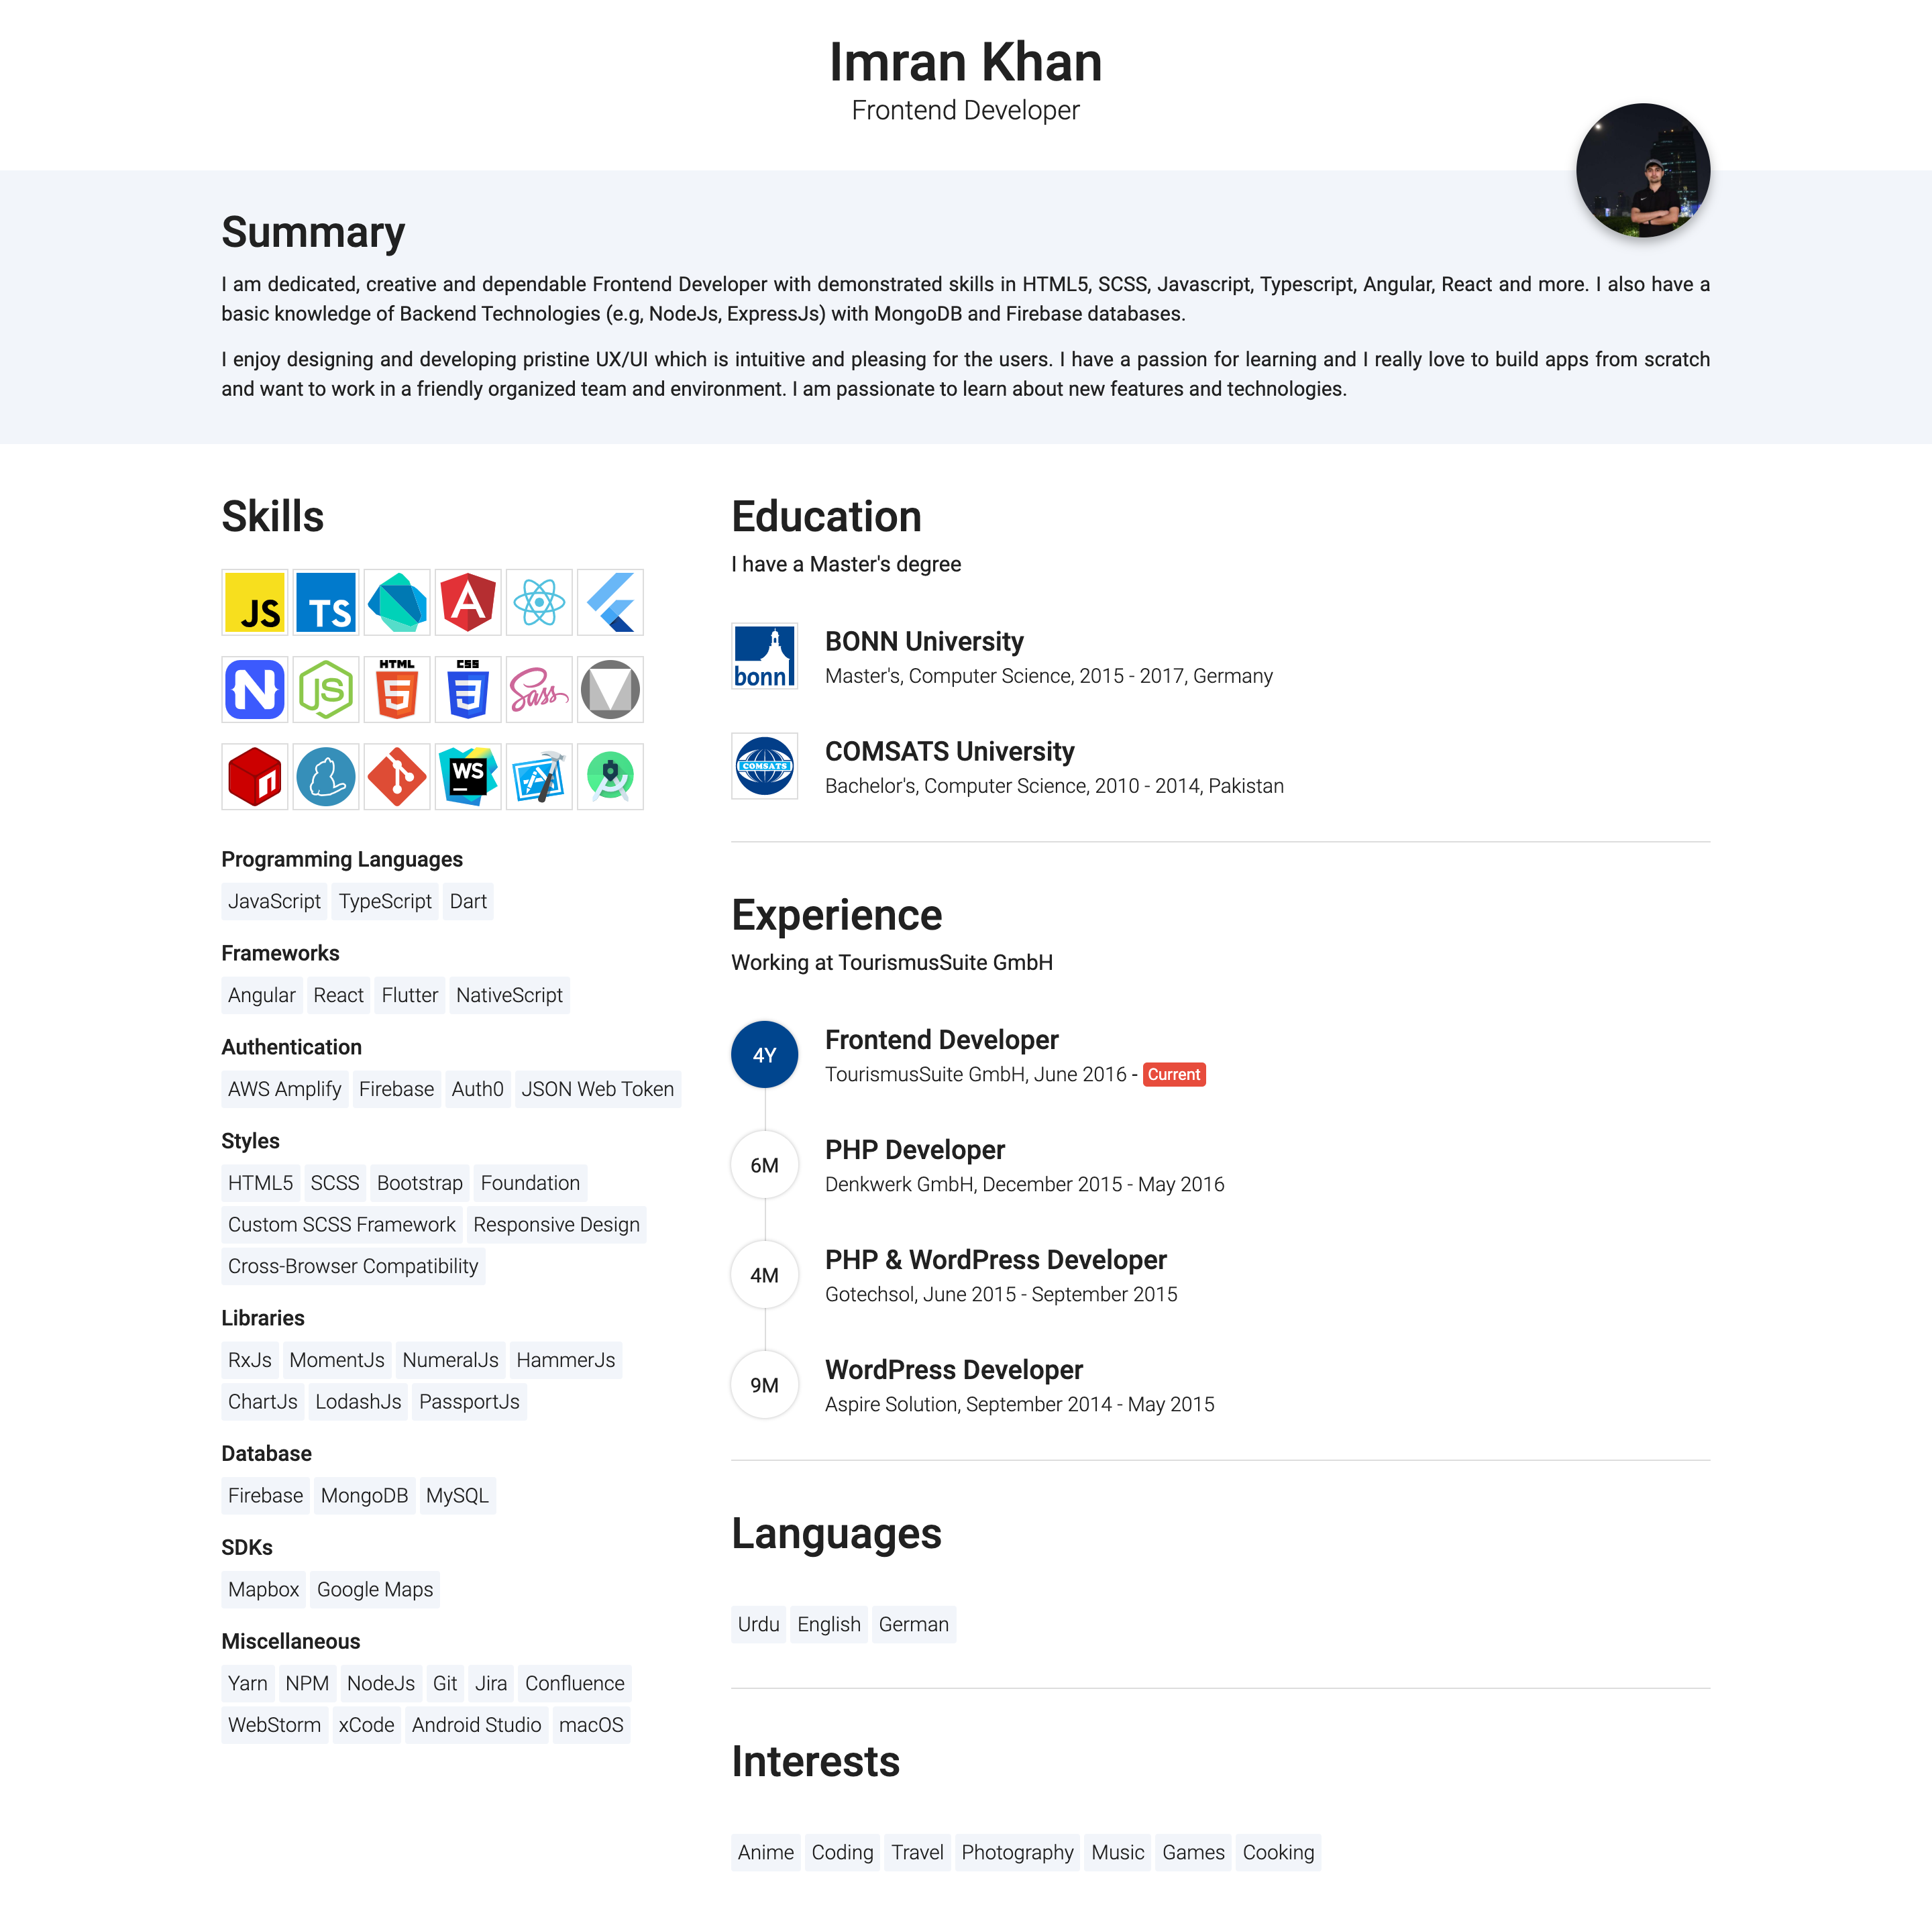 Imran Khan
Frontend Developer
Summary
I am dedicated, creative and dependable Frontend Developer with demonstrated skills in HTML5, SCSS, Javascript, Typescript, Angular, React and more. I also have a
basic knowledge of Backend Technologies (e.g, NodeJs, ExpressJs) with MongoDB and Firebase databases.
I enjoy designing and developing pristine UX/UI which is intuitive and pleasing for the users. I have a passion for learning and I really love to build apps from scratch
and want to work in a friendly organized team and environment. I am passionate to learn about new features and technologies.
Skills
JS TS A
N JS HTML 5 CSS 3 Sass
n WS
Programming Languages
JavaScript TypeScript Dart
Frameworks
Angular React Flutter NativeScript
Authentication
AWS Amplify Firebase Auth0 JSON Web Token
Styles
HTML5 SCSS Bootstrap Foundation
Custom SCSS Framework Responsive Design
Cross-Browser Compatibility
Libraries
RxJs MomentJs NumeralJs HammerJs
ChartJs LodashJs PassportJs
Database
Firebase MongoDB MySQL
SDKs
Mapbox Google Maps
Miscellaneous
Yarn NPM NodeJs Git Jira Confluence
WebStorm xCode Android Studio macOS
Education
I have a Master's degree
bonn
BONN University
Master's, Computer Science, 2015 - 2017, Germany
COMSATS
COMSATS University
Bachelor's, Computer Science, 2010 - 2014, Pakistan
Experience
Working at TourismusSuite GmbH
4Y
Frontend Developer
TourismusSuite GmbH, June 2016 - Current
6M
PHP Developer
Denkwerk GmbH, December 2015 - May 2016
4M
PHP & WordPress Developer
Gotechsol, June 2015 - September 2015
9M
WordPress Developer
Aspire Solution, September 2014 - May 2015
Languages
Urdu English German
Interests
Anime Coding Travel Photography Music Games Cooking